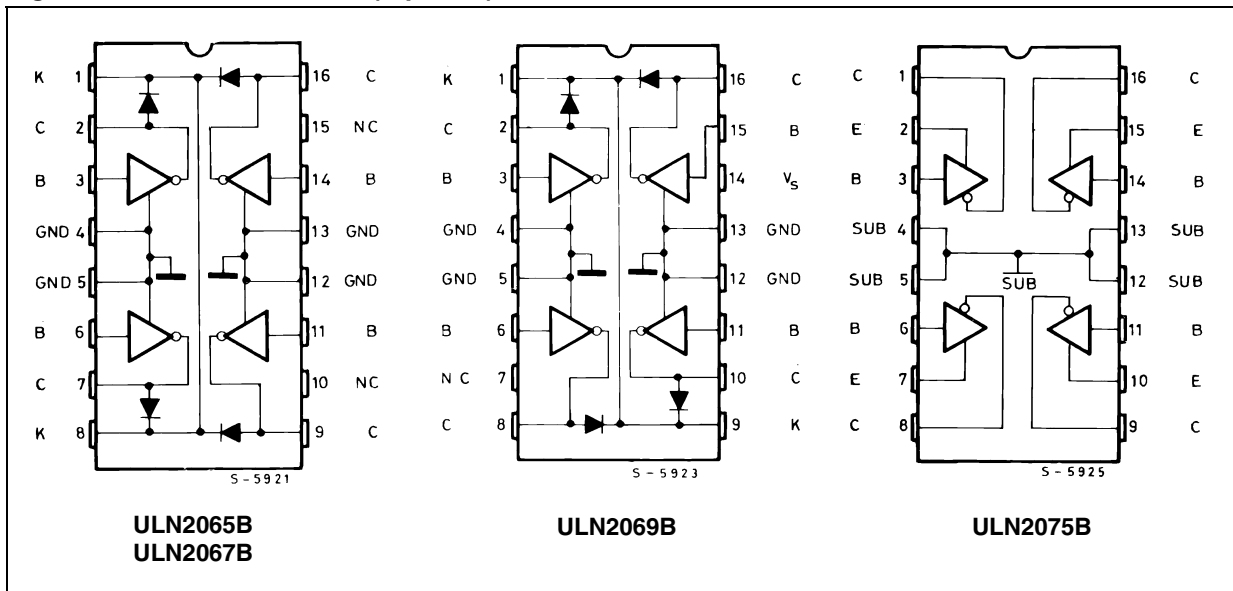 K 1 16 C
C 2 15 NC
B 3 14 B
GND 4 13 GND
GND 5 12 GND
B 6 11 B
C 7 10 NC
K 8 9 C
S-5921
ULN2065B
ULN2067B
K 1 16 C
C 2 15 B
B 3 14 VS
GND 4 13 GND
GND 5 12 GND
B 6 11 B
NC 7 10 C
C 8 9 K
S-5923
ULN2069B
C 1 16 C
E 2 15 E
B 3 14 B
SUB 4 13 SUB
SUB 5 12 SUB
SUB
B 6 11 B
E 7 10 E
C 8 9 C
S-5925
ULN2075B